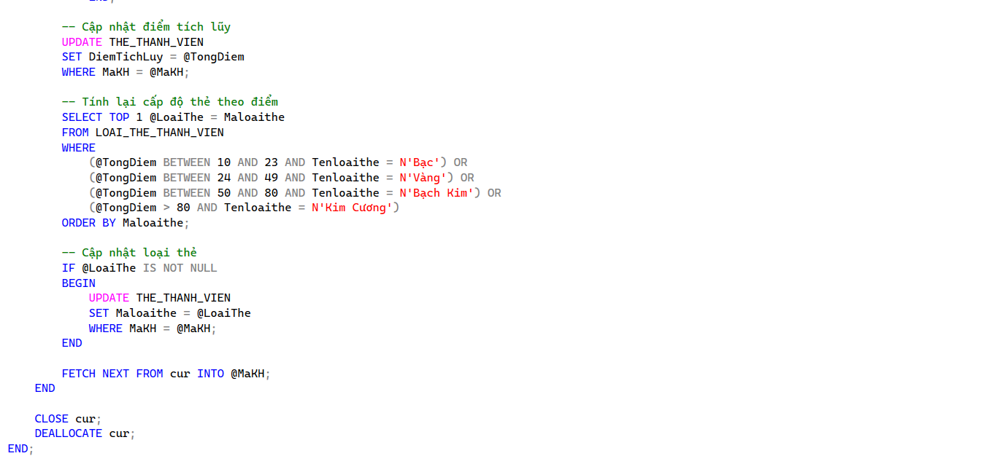 END;
-- Cập nhật điểm tích lũy
UPDATE THE_THANH_VIEN
SET DiemTichLuy = @TongDiem
WHERE MaKH = @MaKH;
-- Tính lại cấp độ thẻ theo điểm
SELECT TOP 1 @LoaiThe = Maloaithe
FROM LOAI_THE_THANH_VIEN
WHERE
(@TongDiem BETWEEN 10 AND 23 AND Tenloaithe = N'Bạc') OR
(@TongDiem BETWEEN 24 AND 49 AND Tenloaithe = N'Vàng') OR
(@TongDiem BETWEEN 50 AND 80 AND Tenloaithe = N'Bạch Kim') OR
(@TongDiem > 80 AND Tenloaithe = N'Kim Cương')
ORDER BY Maloaithe;
-- Cập nhật loại thẻ
IF @LoaiThe IS NOT NULL
BEGIN
UPDATE THE_THANH_VIEN
SET Maloaithe = @LoaiThe
WHERE MaKH = @MaKH;
END
FETCH NEXT FROM cur INTO @MaKH;
END
CLOSE cur;
DEALLOCATE cur;
END;